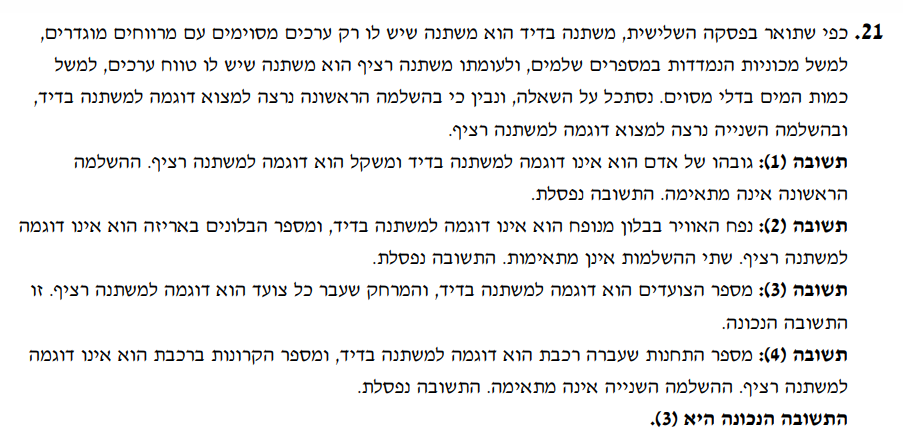 21. כפי שתואר בפסקה השלישית, משתנה בדיד הוא משתנה שיש לו רק ערכים מסוימים עם מרווחים מוגדרים,
למשל מכוניות הנמדדות במספרים שלמים, ולעומתו משתנה רציף הוא משתנה שיש לו טווח ערכים, למשל
כמות המים בדלי מסוים. נסתכל על השאלה, ונבין כי בהשלמה הראשונה נרצה למצוא דוגמה למשתנה בדיד,
ובהשלמה השנייה נרצה למצוא דוגמה למשתנה רציף.
תשובה (1): גובהו של אדם הוא אינו דוגמה למשתנה בדיד ומשקל הוא דוגמה למשתנה רציף. ההשלמה
הראשונה אינה מתאימה. התשובה נפסלת.
תשובה (2): נפח האוויר בבלון מנופח הוא אינו דוגמה למשתנה בדיד, ומספר הבלונים באריזה הוא אינו דוגמה
למשתנה רציף. שתי ההשלמות אינן מתאימות. התשובה נפסלת.
תשובה (3): מספר הצועדים הוא דוגמה למשתנה בדיד, והמרחק שעבר כל צועד הוא דוגמה למשתנה רציף. זו
התשובה הנכונה.
תשובה (4): מספר התחנות שעברה רכבת הוא דוגמה למשתנה בדיד, ומספר הקרונות ברכבת הוא אינו דוגמה
למשתנה רציף. ההשלמה השנייה אינה מתאימה. התשובה נפסלת.
התשובה הנכונה היא (3).